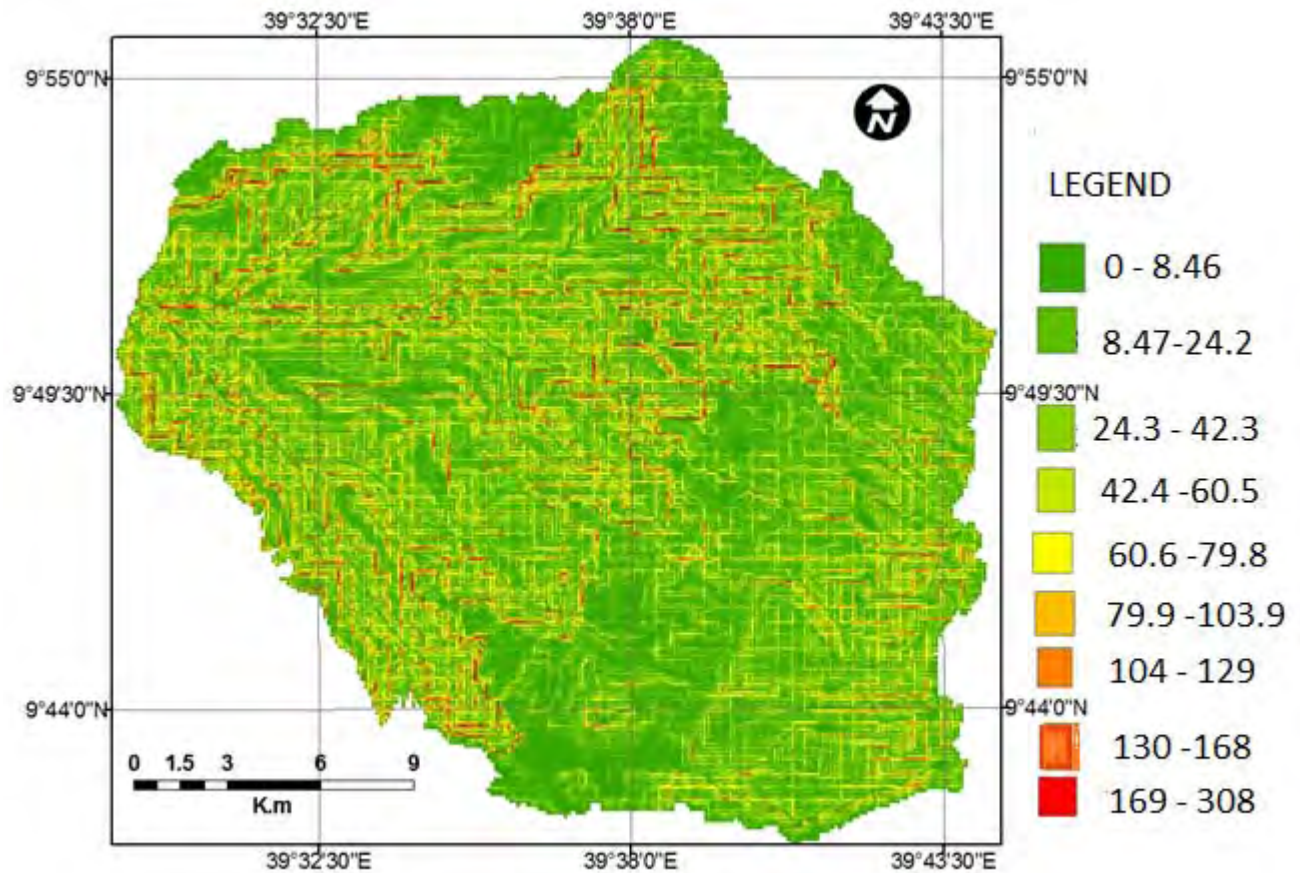 39°32'30"E 39°38'0"E 39°43'30"E
9°55'0"N 9°55'0"N
N
LEGEND
0 - 8.46
8.47-24.2
9°49'30"N 9°49'30"N
24.3 - 42.3
42.4 -60.5
60.6 -79.8
79.9 -103.9
104 - 129
9°44'0"N 9°44'0"N
130 -168
169 - 308
0 1.5 3 6 9
K.m
39°32'30"E 39°38'0"E 39°43'30"E